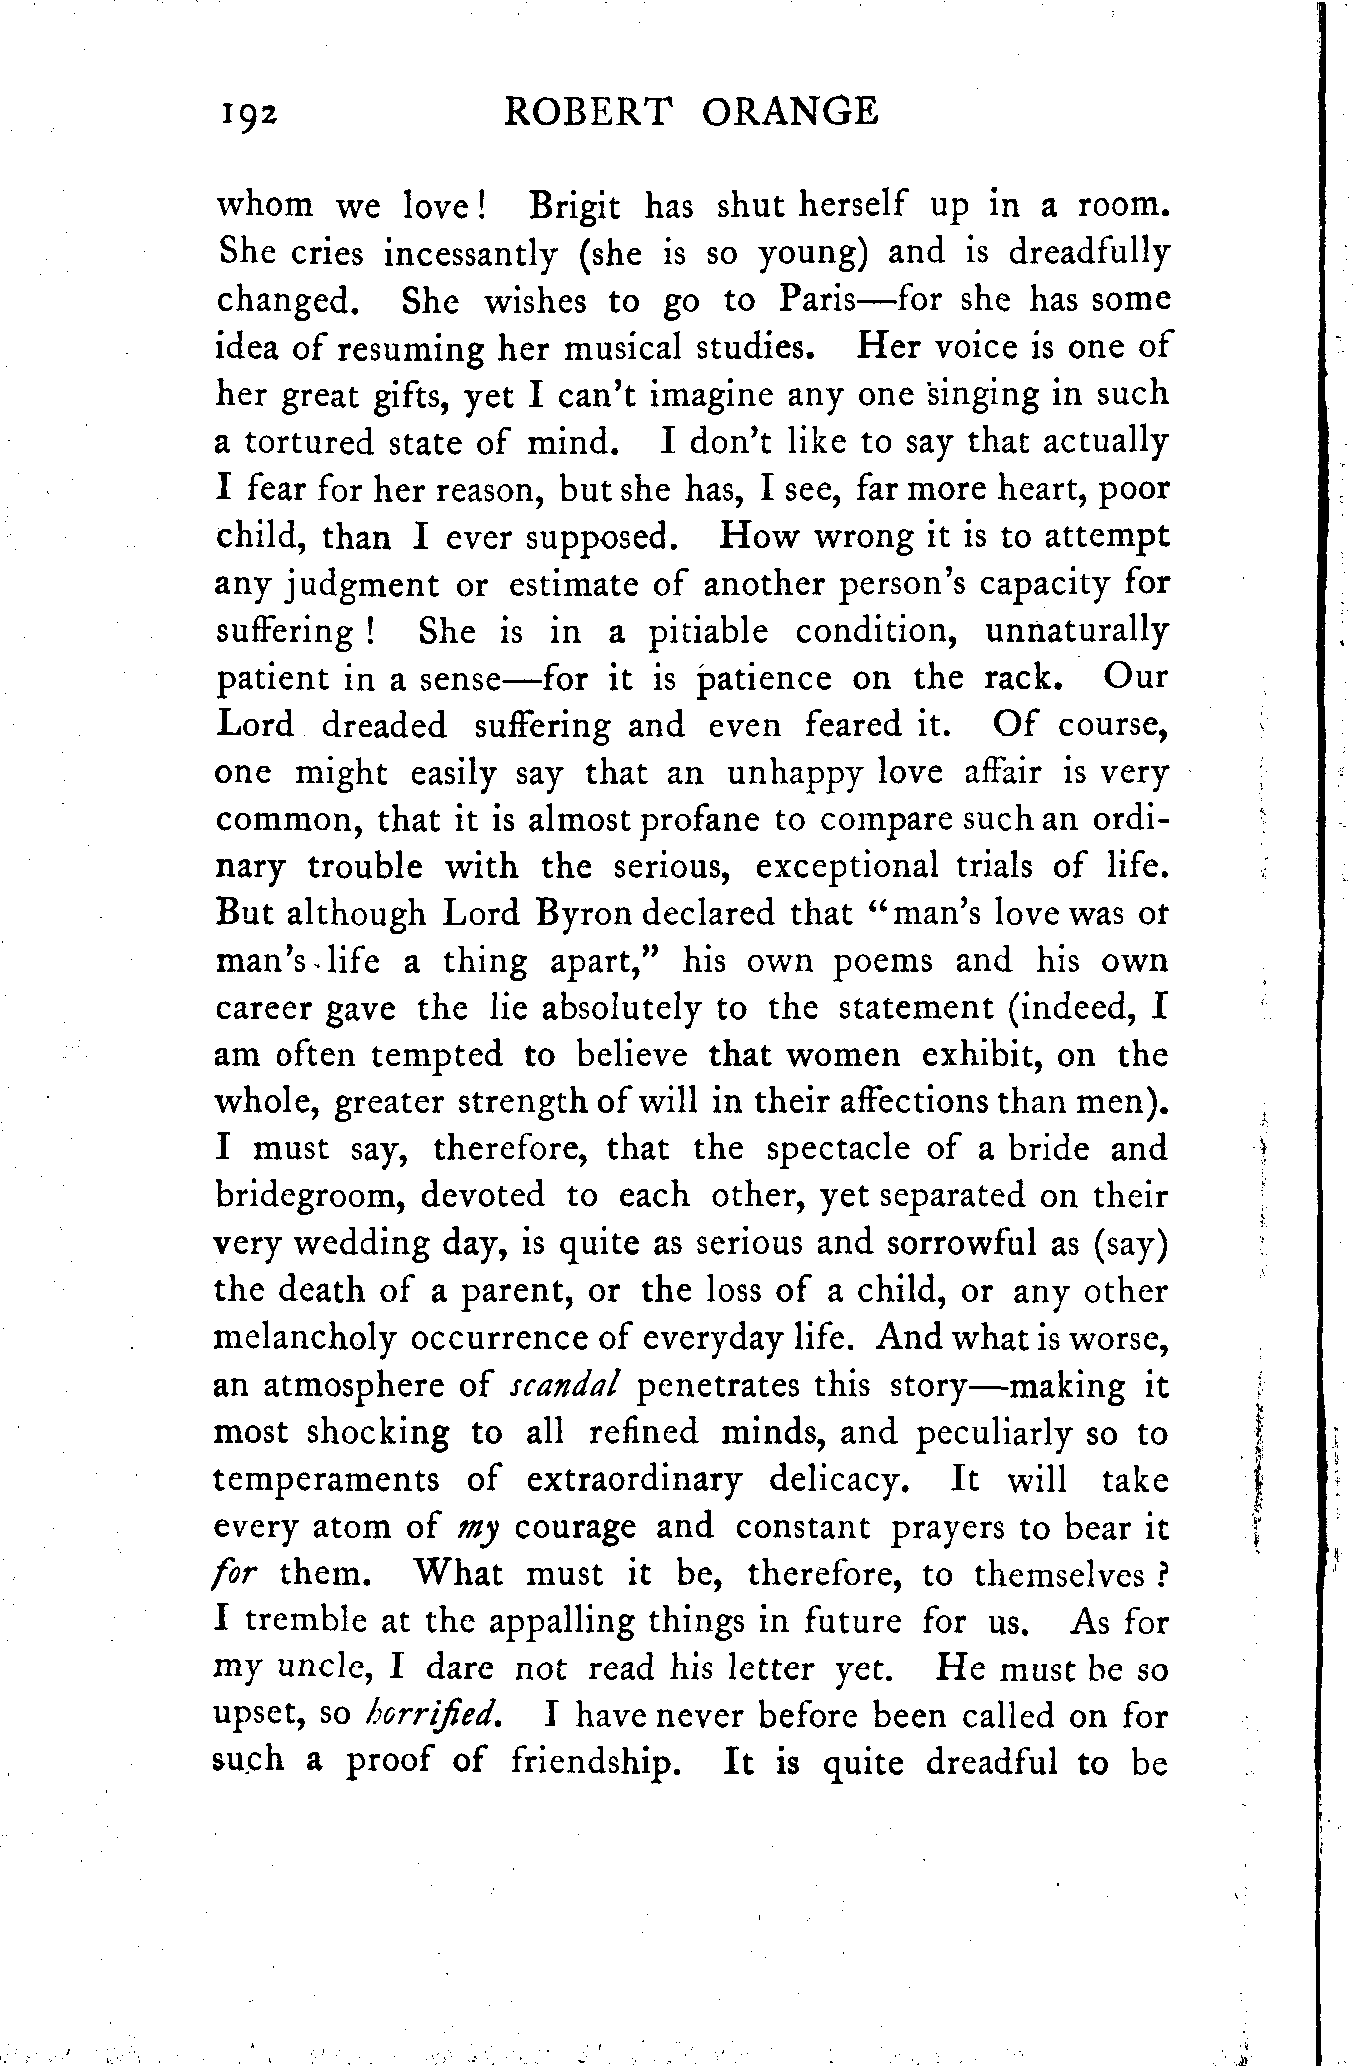 192 ROBERT ORANGE
whom we love! Brigit has shut herself up in a room.
She cries incessantly (she is so young) and is dreadfully
changed. She wishes to go to Paris—for she has some
idea of resuming her musical studies. Her voice is one of
her great gifts, yet I can't imagine any one singing in such
a tortured state of mind. I don't like to say that actually
I fear for her reason, but she has, I see, far more heart, poor
child, than I ever supposed. How wrong it is to attempt
any judgment or estimate of another person's capacity for
suffering! She is in a pitiable condition, unnaturally
patient in a sense—for it is patience on the rack. Our
Lord dreaded suffering and even feared it. Of course,
one might easily say that an unhappy love affair is very
common, that it is almost profane to compare such an ordi-
nary trouble with the serious, exceptional trials of life.
But although Lord Byron declared that "man's love was of
man's life a thing apart," his own poems and his own
career gave the lie absolutely to the statement (indeed, I
am often tempted to believe that women exhibit, on the
whole, greater strength of will in their affections than men).
I must say, therefore, that the spectacle of a bride and
bridegroom, devoted to each other, yet separated on their
very wedding day, is quite as serious and sorrowful as (say)
the death of a parent, or the loss of a child, or any other
melancholy occurrence of everyday life. And what is worse,
an atmosphere of scandal penetrates this story—making it
most shocking to all refined minds, and peculiarly so to
temperaments of extraordinary delicacy. It will take
every atom of my courage and constant prayers to bear it
for them. What must it be, therefore, to themselves?
I tremble at the appalling things in future for us. As for
my uncle, I dare not read his letter yet. He must be so
upset, so horrified. I have never before been called on for
such a proof of friendship. It is quite dreadful to be